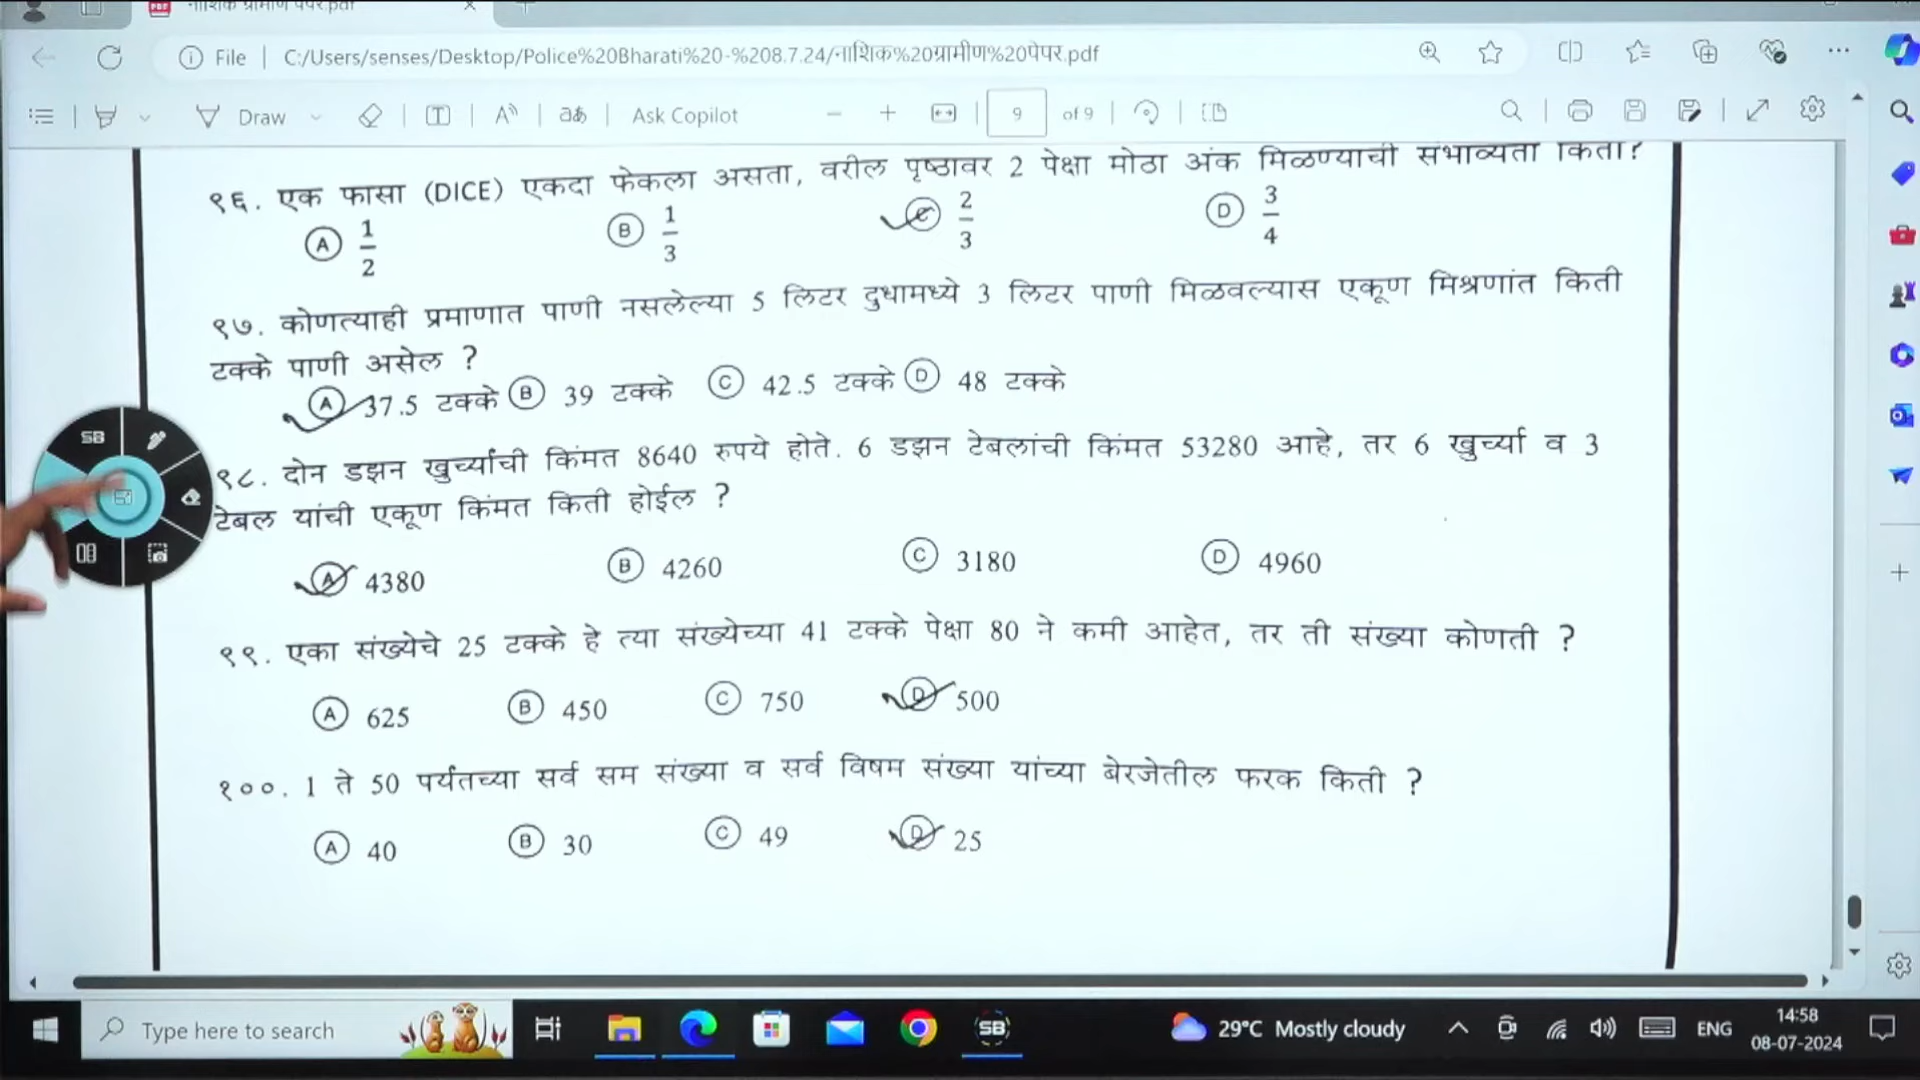 नाशिक ग्रामीण पेपर.pdf
File C:/Users/senses/Desktop/Police%20Bharati%20-%208.7.24/नाशिक%20ग्रामीण%20पेपर.pdf
Draw Ask Copilot 9 of 9
९६. एक फासा (DICE) एकदा फेकला असता, वरील पृष्ठावर 2 पेक्षा मोठा अंक मिळण्याची संभाव्यता किती?
A 1/2 B 1/3 C 2/3 D 3/4
९७. कोणत्याही प्रमाणात पाणी नसलेल्या 5 लिटर दुधामध्ये 3 लिटर पाणी मिळवल्यास एकूण मिश्रणांत किती
टक्के पाणी असेल ?
A 37.5 टक्के B 39 टक्के C 42.5 टक्के D 48 टक्के
९८. दोन डझन खुर्च्यांची किंमत 8640 रुपये होते. 6 डझन टेबलांची किंमत 53280 आहे, तर 6 खुर्च्या व 3
टेबल यांची एकूण किंमत किती होईल ?
A 4380 B 4260 C 3180 D 4960
९९. एका संख्येचे 25 टक्के हे त्या संख्येच्या 41 टक्के पेक्षा 80 ने कमी आहेत, तर ती संख्या कोणती ?
A 625 B 450 C 750 D 500
१००. 1 ते 50 पर्यंतच्या सर्व सम संख्या व सर्व विषम संख्या यांच्या बेरजेतील फरक किती ?
A 40 B 30 C 49 D 25
SB
Type here to search SB 29°C Mostly cloudy ENG 14:58
08-07-2024